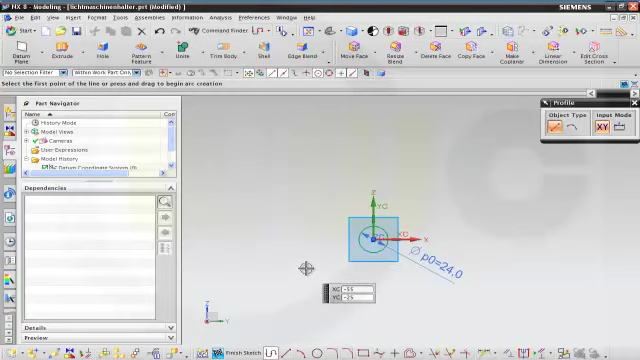 NX 8 - Modeling - [lichtmaschinenhalter.prt (Modified) ]
SIEMENS
File Edit View Insert Format Tools Assemblies Information Analysis Preferences Window GC Toolkits Help
Start
Command Finder
Datum Plane
Extrude
Hole
Pattern Feature
Unite
Trim Body
Shell
Edge Blend
Draft
Move Face
Resize Blend
Delete Face
Copy Face
Make Coplanar
Linear Dimension
Edit Cross Section
No Selection Filter
Within Work Part Only
Select the first point of the line or press and drag to begin arc creation
Part Navigator
Name
History Mode
Model Views
Cameras
User Expressions
Model History
Datum Coordinate System (0)
Dependencies
Details
Preview
Profile
Object Type
Input Mode
XY
Z
YC
XC
X
Ø p0=24,0
XC -55
YC -25
Z
Y
Finish Sketch